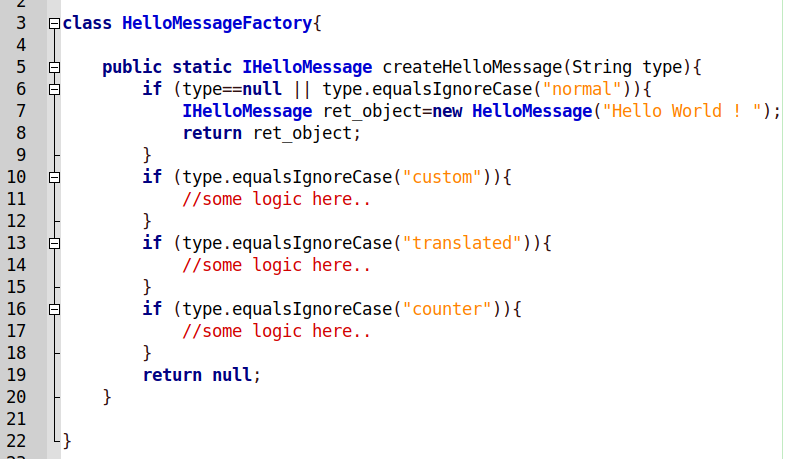 2
3 class HelloMessageFactory{
4
5     public static IHelloMessage createHelloMessage(String type){
6         if (type==null || type.equalsIgnoreCase("normal")){
7             IHelloMessage ret_object=new HelloMessage("Hello World ! ");
8             return ret_object;
9         }
10         if (type.equalsIgnoreCase("custom")){
11             //some logic here..
12         }
13         if (type.equalsIgnoreCase("translated")){
14             //some logic here..
15         }
16         if (type.equalsIgnoreCase("counter")){
17             //some logic here..
18         }
19         return null;
20     }
21
22 }
23